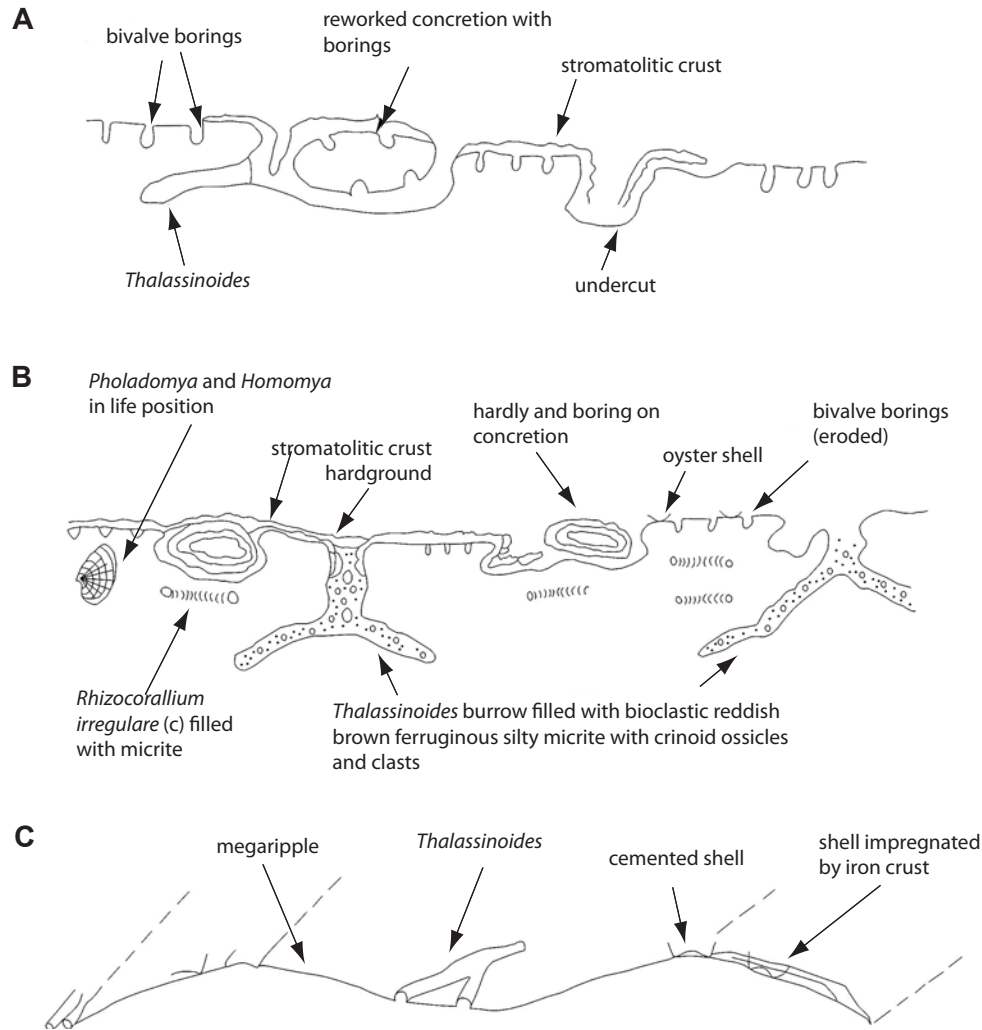 A
bivalve borings
reworked concretion with
borings
stromatolitic crust
Thalassinoides
undercut
B
Pholadomya and Homomya
in life position
stromatolitic crust
hardground
hardly and boring on
concretion
oyster shell
bivalve borings
(eroded)
Rhizocorallium
irregulare (c) filled
with micrite
Thalassinoides burrow filled with bioclastic reddish
brown ferruginous silty micrite with crinoid ossicles
and clasts
C
megaripple
Thalassinoides
cemented shell
shell impregnated
by iron crust